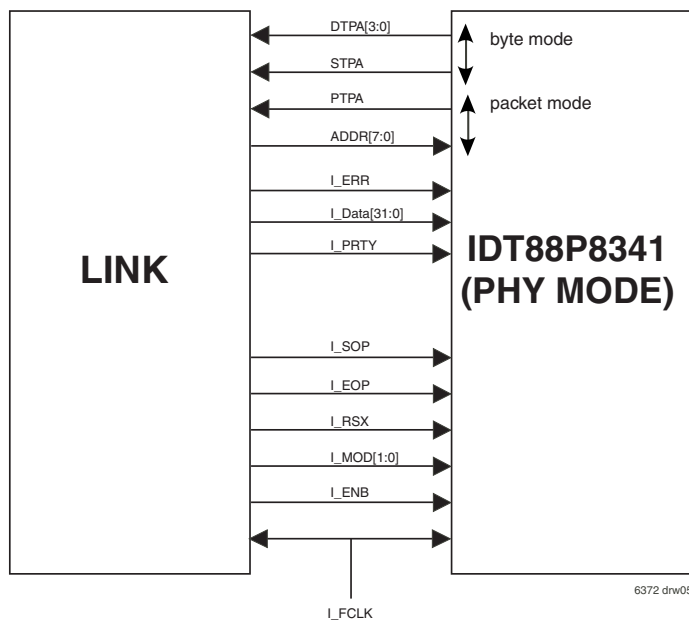 DTPA[3:0]
byte mode
STPA
PTPA
packet mode
ADDR[7:0]
I_ERR
I_Data[31:0]
I_PRTY
LINK
IDT88P8341
(PHY MODE)
I_SOP
I_EOP
I_RSX
I_MOD[1:0]
I_ENB
6372 drw05
I_FCLK